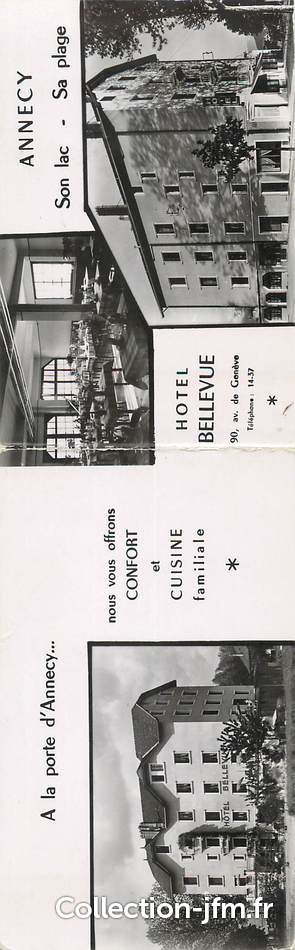 ANNECY
Son lac - Sa plage
HOTEL
BELLEVUE
90, av. de Genève
Téléphone : 14-37
*
A la porte d'Annecy...
nous vous offrons
CONFORT
et
CUISINE
familiale
*
HOTEL BELLEVUE
Collection-jfm.fr